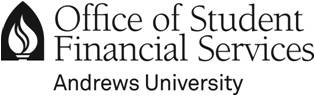 Office of Student
Financial Services
Andrews University